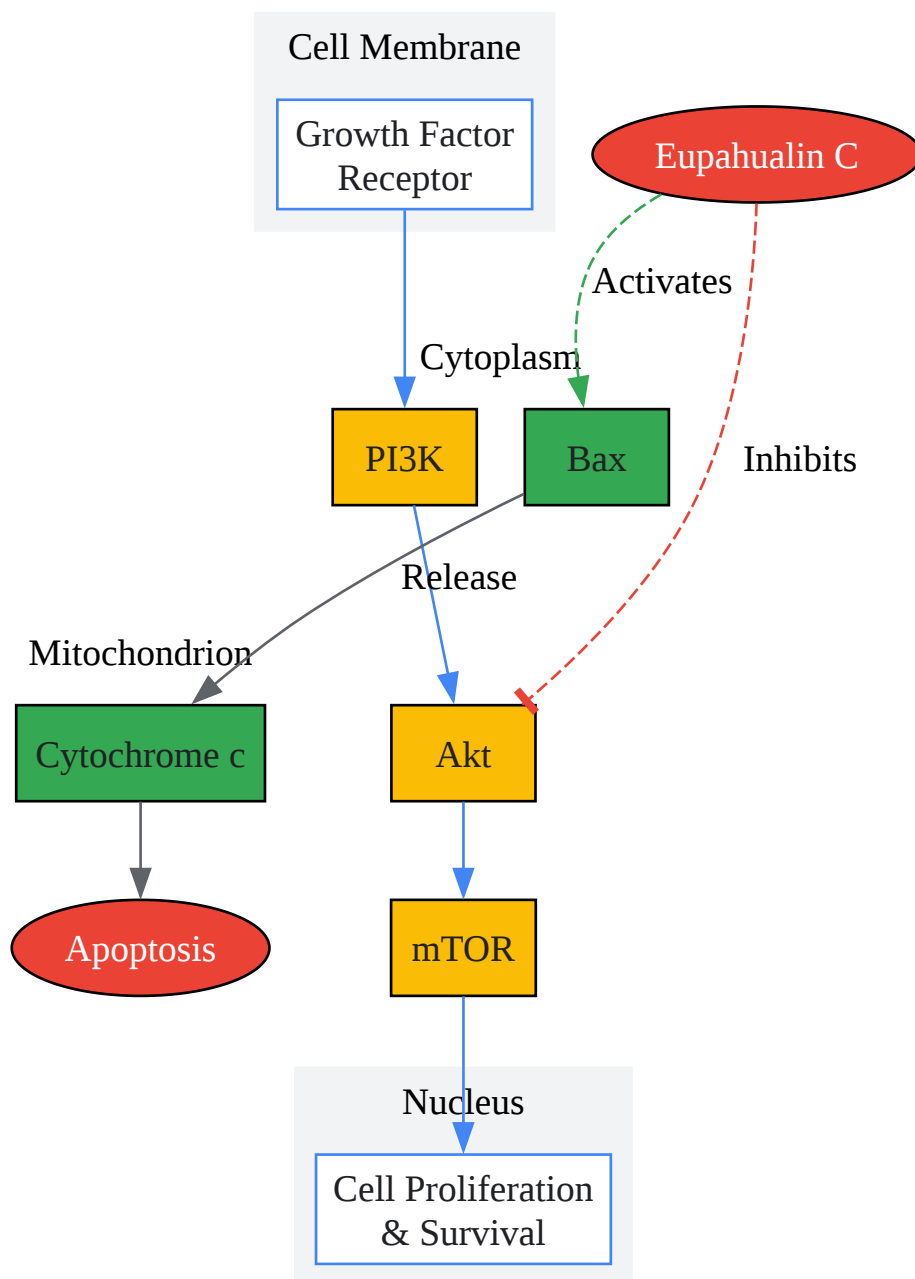 Cell Membrane
Growth Factor
Receptor
Eupahualin C
Activates
Cytoplasm
PI3K
Bax
Inhibits
Release
Mitochondrion
Cytochrome c
Akt
Apoptosis
mTOR
Nucleus
Cell Proliferation
& Survival